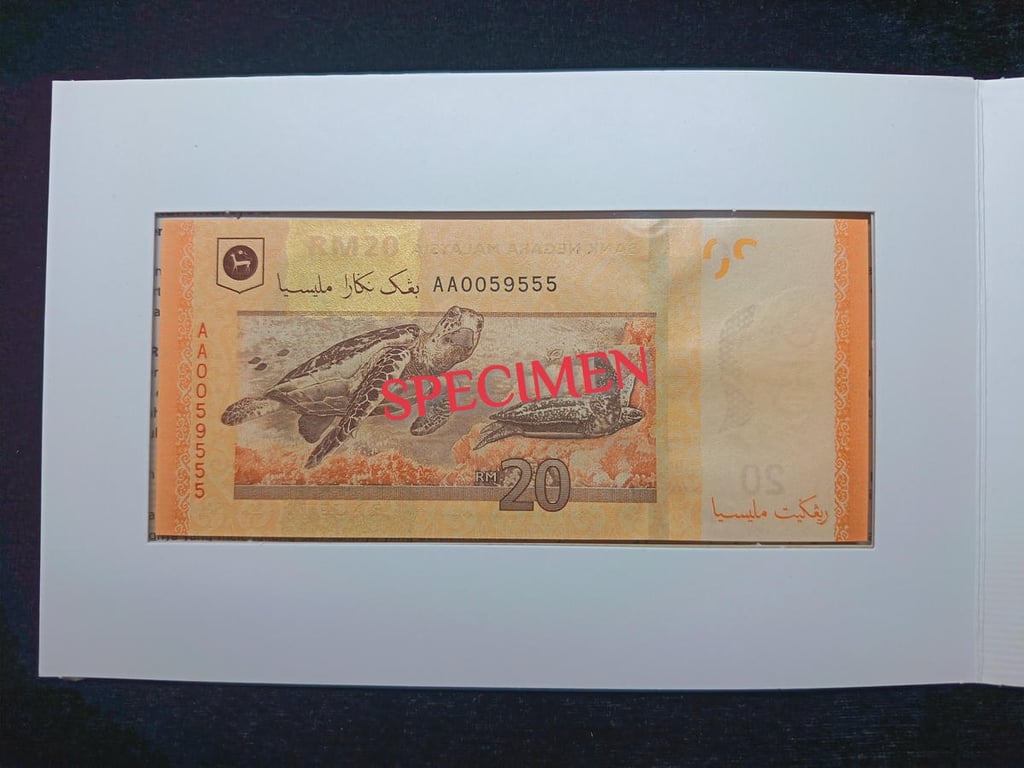 RM20
BANK NEGARA MALAYSIA
بڠک نݢارا مليسيا AA0059555
AA0059555
SPECIMEN
RM 20
20
ريڠݢيت مليسيا